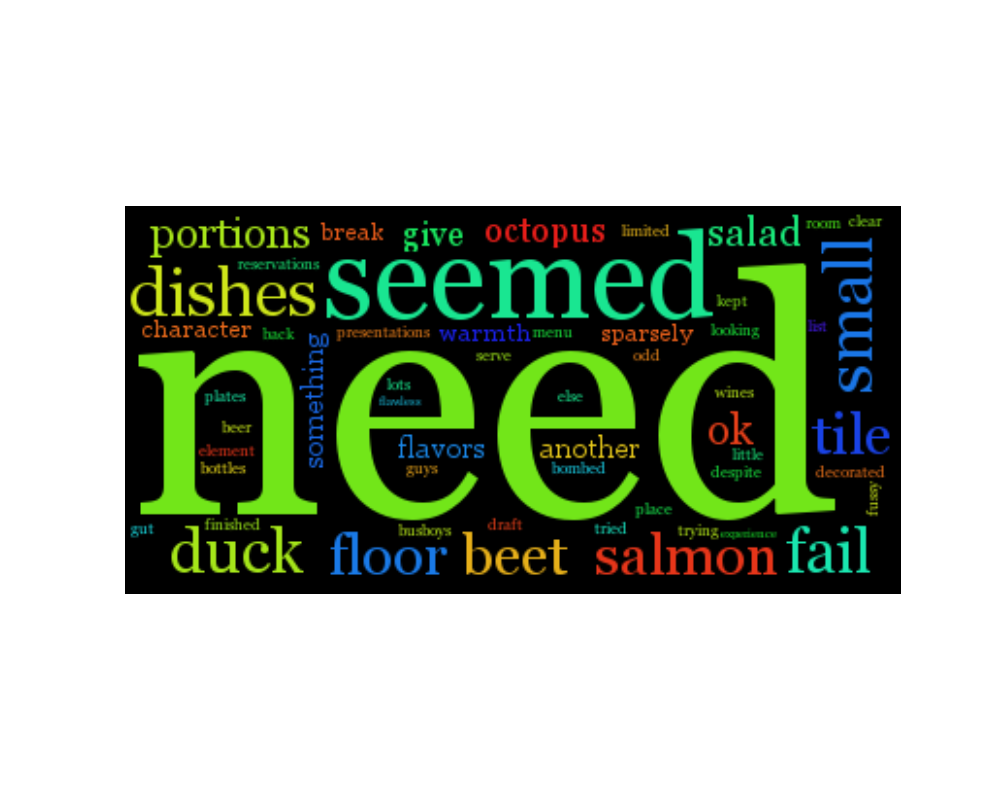 portions break give octopus limited salad room clear
reservations
dishes seemed small
kept
character back something presentations warmth menu sparsely looking list
serve odd
need
plates lots flawless else wines
beer
element flavors another ok tile
bottles guys bombed little
despite decorated
fussy
place
gut finished busboys draft tried trying experience
duck floor beet salmon fail